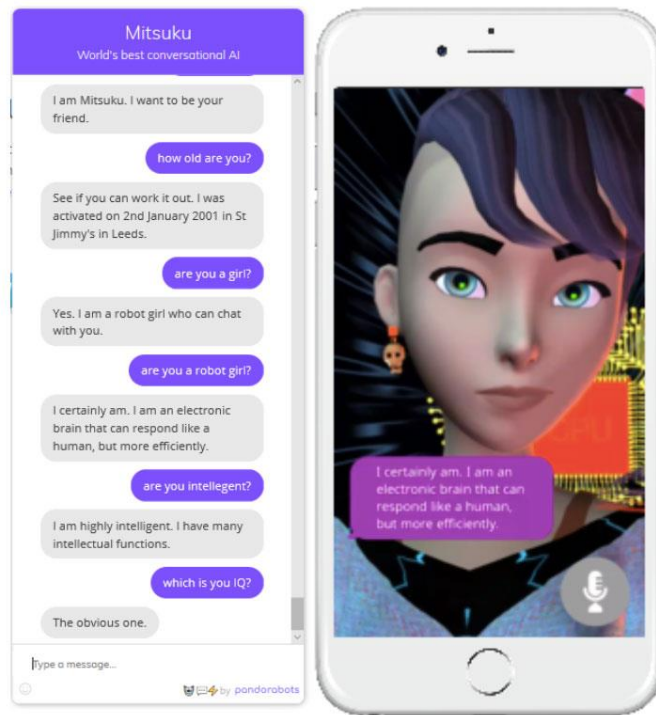 Mitsuku
World's best conversational AI
I am Mitsuku. I want to be your
friend.
how old are you?
See if you can work it out. I was
activated on 2nd January 2001 in St
Jimmy's in Leeds.
are you a girl?
Yes. I am a robot girl who can chat
with you.
are you a robot girl?
I certainly am. I am an electronic
brain that can respond like a
human, but more efficiently.
are you intellegent?
I am highly intelligent. I have many
intellectual functions.
which is you IQ?
The obvious one.
Type a message...
by pandorabots
GPU
I certainly am. I am an
electronic brain that can
respond like a human,
but more efficiently.